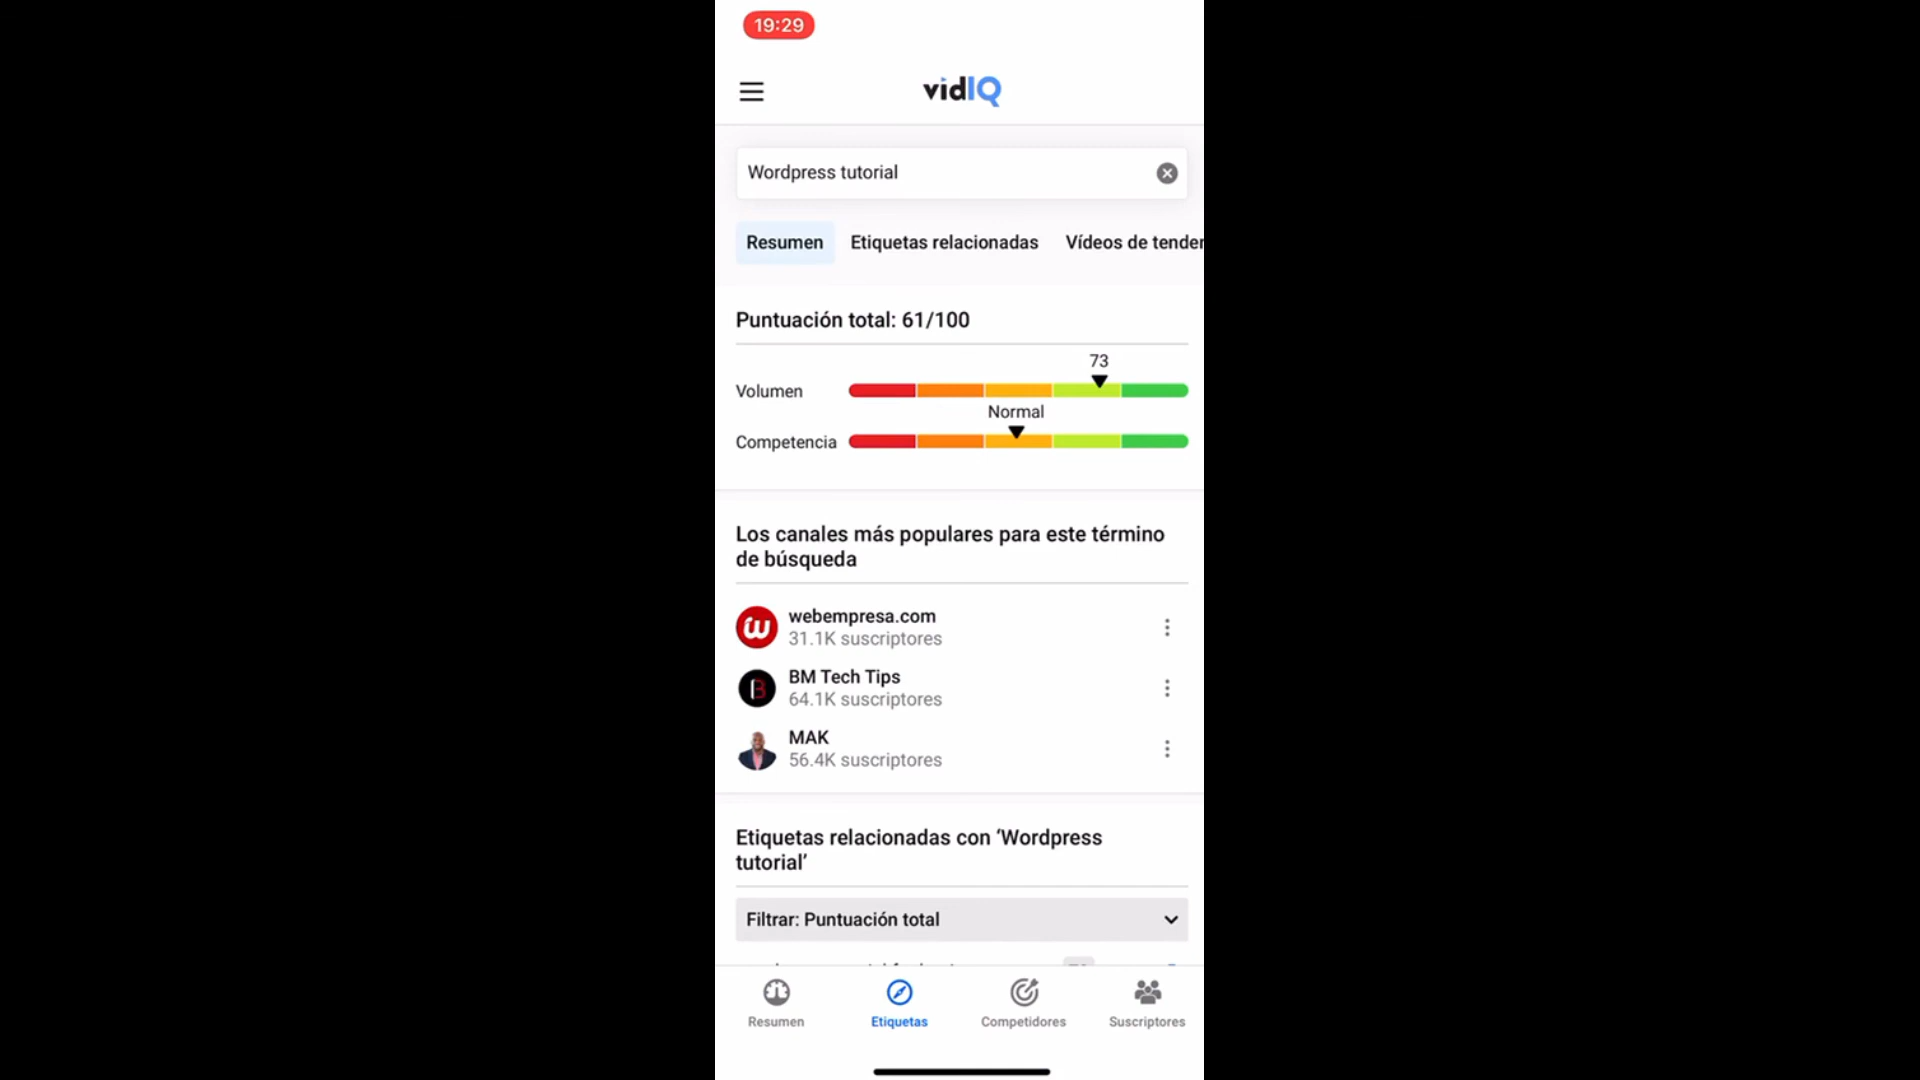 19:29
vidIQ
Wordpress tutorial
Resumen Etiquetas relacionadas Vídeos de tenden
Puntuación total: 61/100
73
Volumen
Normal
Competencia
Los canales más populares para este término
de búsqueda
webempresa.com
31.1K suscriptores
BM Tech Tips
64.1K suscriptores
MAK
56.4K suscriptores
Etiquetas relacionadas con ‘Wordpress
tutorial’
Filtrar: Puntuación total
Resumen Etiquetas Competidores Suscriptores